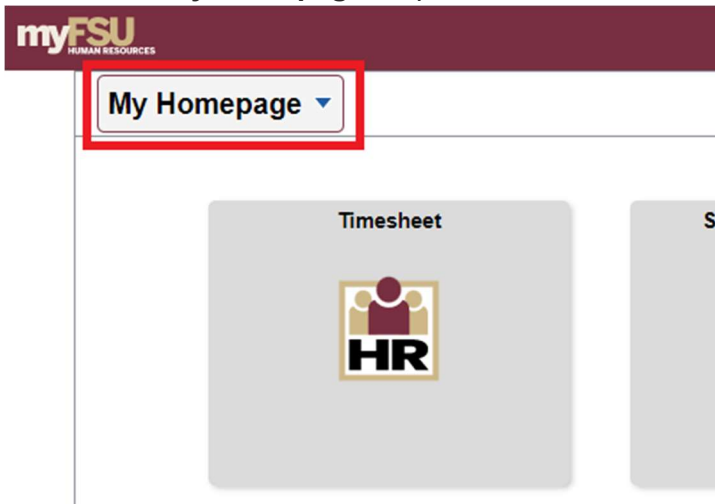 myFSU
HUMAN RESOURCES
My Homepage
Timesheet
S
HR